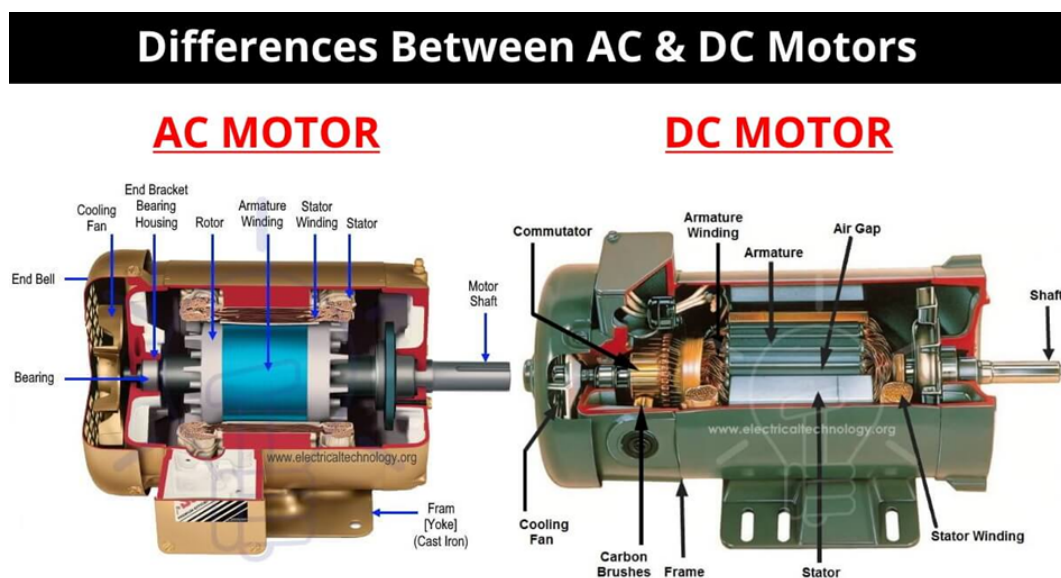 Differences Between AC & DC Motors
AC MOTOR
End Bracket
Bearing
Housing
Cooling
Fan
Rotor
Armature
Winding
Stator
Winding
Stator
End Bell
Motor
Shaft
Bearing
www.electricaltechnology.org
Fram
[Yoke]
(Cast Iron)
DC MOTOR
Commutator
Armature
Winding
Armature
Air Gap
Shaft
www.electricaltechnology.org
Cooling
Fan
Carbon
Brushes
Frame
Stator
Stator Winding